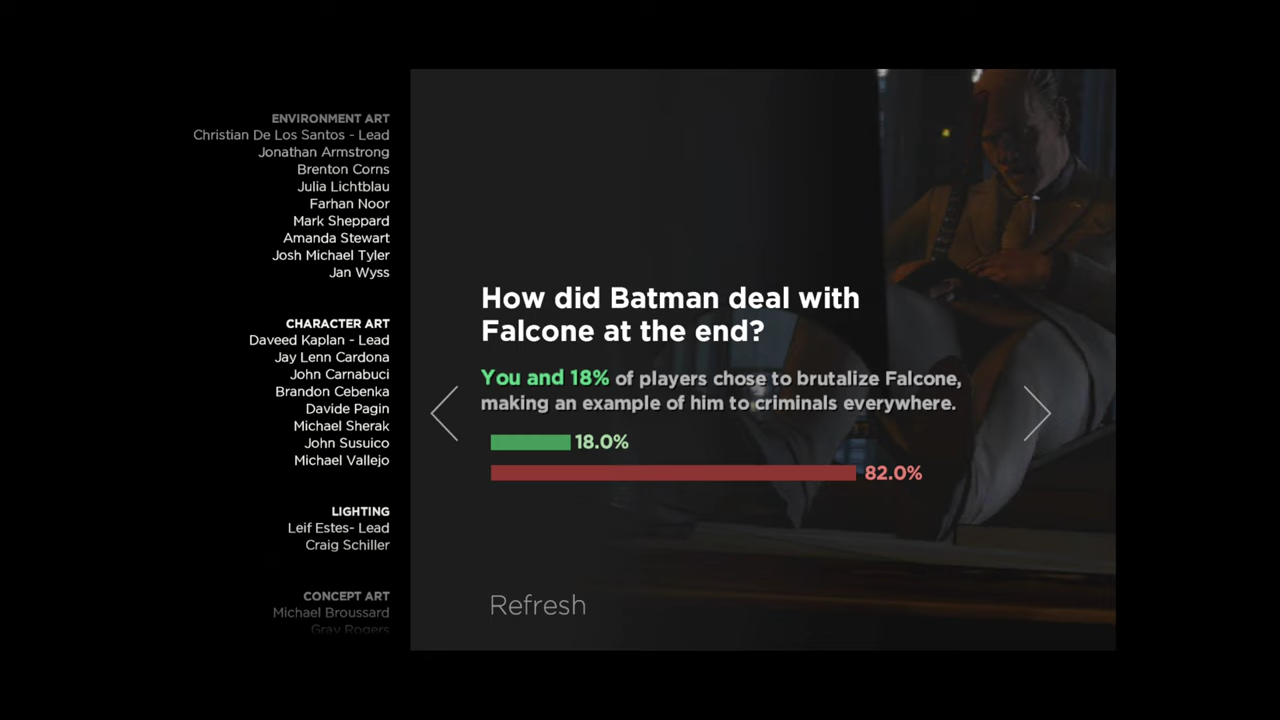 ENVIRONMENT ART
Christian De Los Santos - Lead
Jonathan Armstrong
Brenton Corns
Julia Lichtblau
Farhan Noor
Mark Sheppard
Amanda Stewart
Josh Michael Tyler
Jan Wyss
CHARACTER ART
Daveed Kaplan - Lead
Jay Lenn Cardona
John Carnabuci
Brandon Cebenka
Davide Pagin
Michael Sherak
John Susuico
Michael Vallejo
LIGHTING
Leif Estes- Lead
Craig Schiller
CONCEPT ART
Michael Broussard
Gray Rogers
How did Batman deal with
Falcone at the end?
You and 18% of players chose to brutalize Falcone,
making an example of him to criminals everywhere.
18.0%
82.0%
Refresh